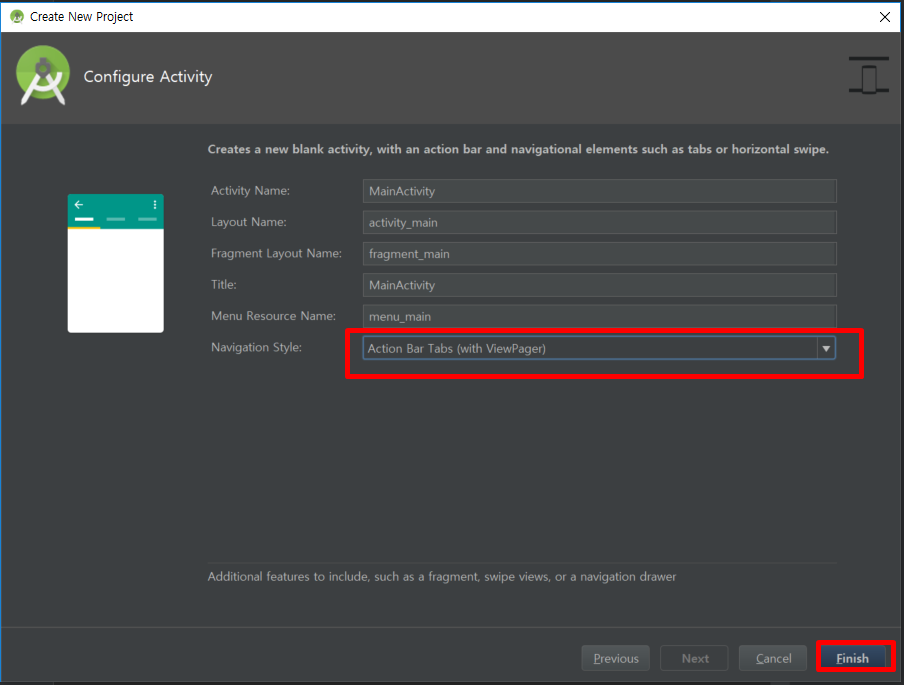 Create New Project
Configure Activity
Creates a new blank activity, with an action bar and navigational elements such as tabs or horizontal swipe.
Activity Name: MainActivity
Layout Name: activity_main
Fragment Layout Name: fragment_main
Title: MainActivity
Menu Resource Name: menu_main
Navigation Style: Action Bar Tabs (with ViewPager)
Additional features to include, such as a fragment, swipe views, or a navigation drawer
Previous Next Cancel Finish